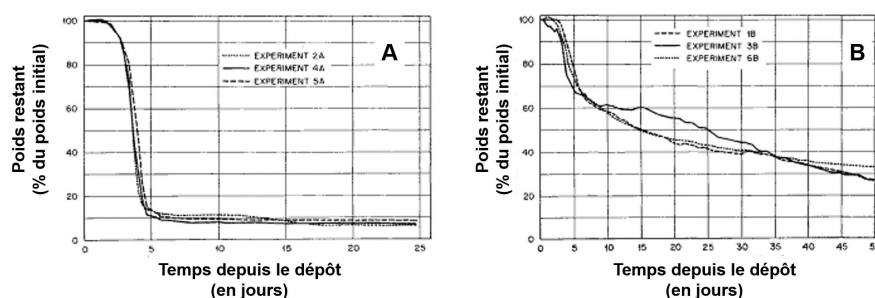 A
EXPERIMENT 2A
EXPERIMENT 4A
EXPERIMENT 5A
Poids restant
(% du poids initial)
100
80
60
40
20
0
0 5 10 15 20 25
Temps depuis le dépôt
(en jours)
B
EXPERIMENT 1B
EXPERIMENT 3B
EXPERIMENT 6B
Poids restant
(% du poids initial)
100
80
60
40
20
0
0 5 10 15 20 25 30 35 40 45 50
Temps depuis le dépôt
(en jours)